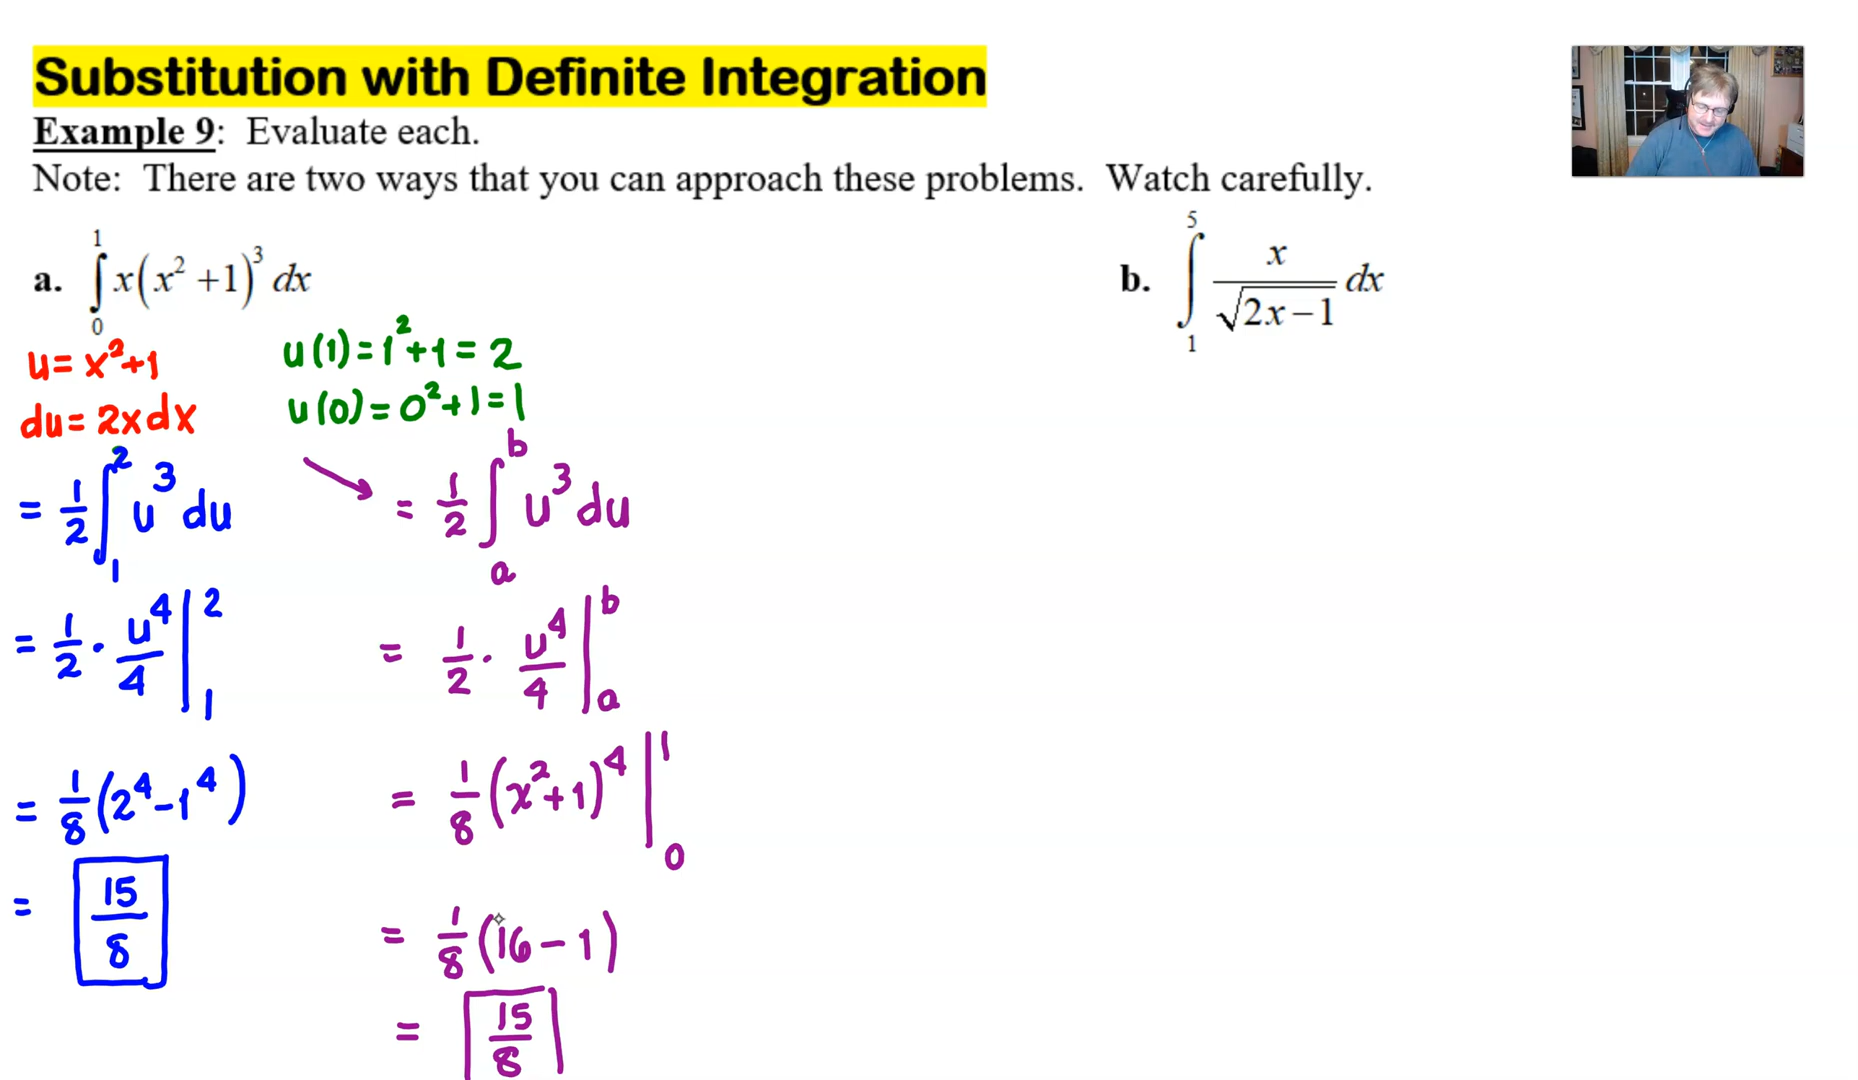 Substitution with Definite Integration
Example 9: Evaluate each.
Note: There are two ways that you can approach these problems. Watch carefully.
a. ∫₀¹ x(x² +1)³ dx
u = x²+1
du = 2x dx
u(1) = 1²+1 = 2
u(0) = 0²+1 = 1
= 1/2 ∫₁² u³ du
= 1/2 · u⁴/4 |₁²
= 1/8 (2⁴ − 1⁴)
= 15/8
= 1/2 ∫ₐᵇ u³ du
= 1/2 · u⁴/4 |ₐᵇ
= 1/8 (x²+1)⁴ |₀¹
= 1/8 (16 − 1)
= 15/8
b. ∫₁⁵ x/√(2x−1) dx